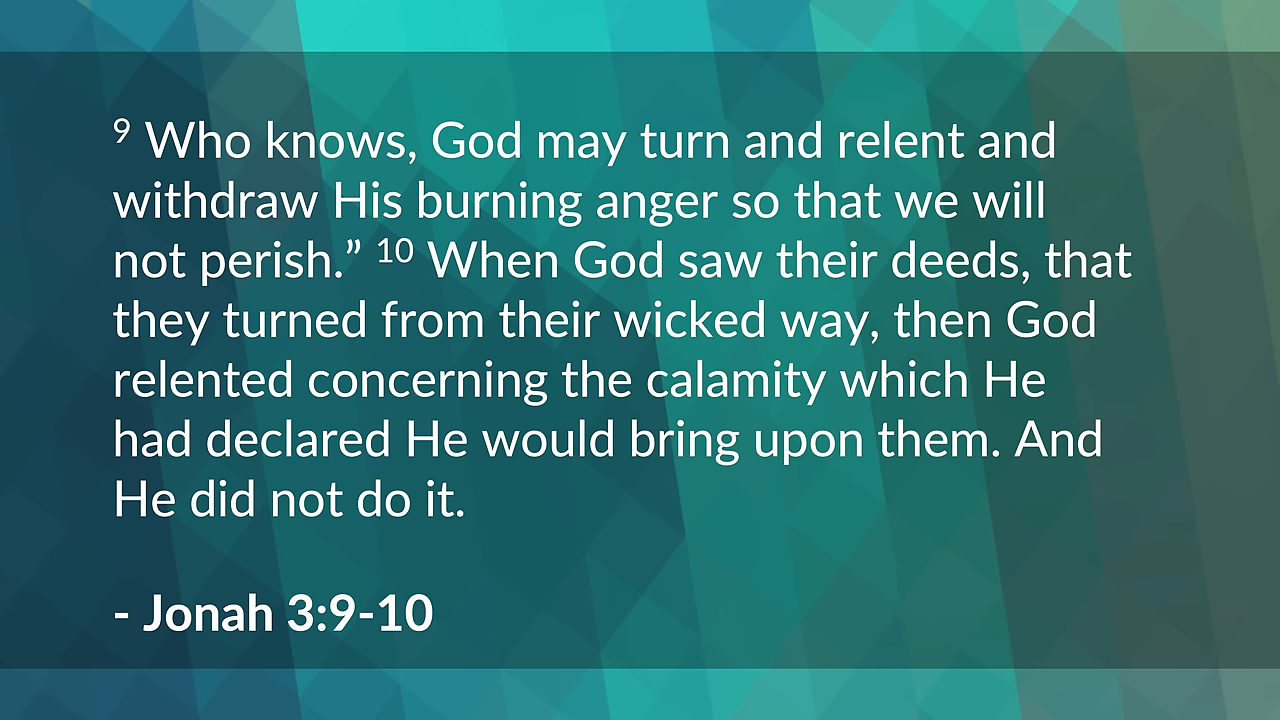 9 Who knows, God may turn and relent and
withdraw His burning anger so that we will
not perish.” 10 When God saw their deeds, that
they turned from their wicked way, then God
relented concerning the calamity which He
had declared He would bring upon them. And
He did not do it.
- Jonah 3:9-10